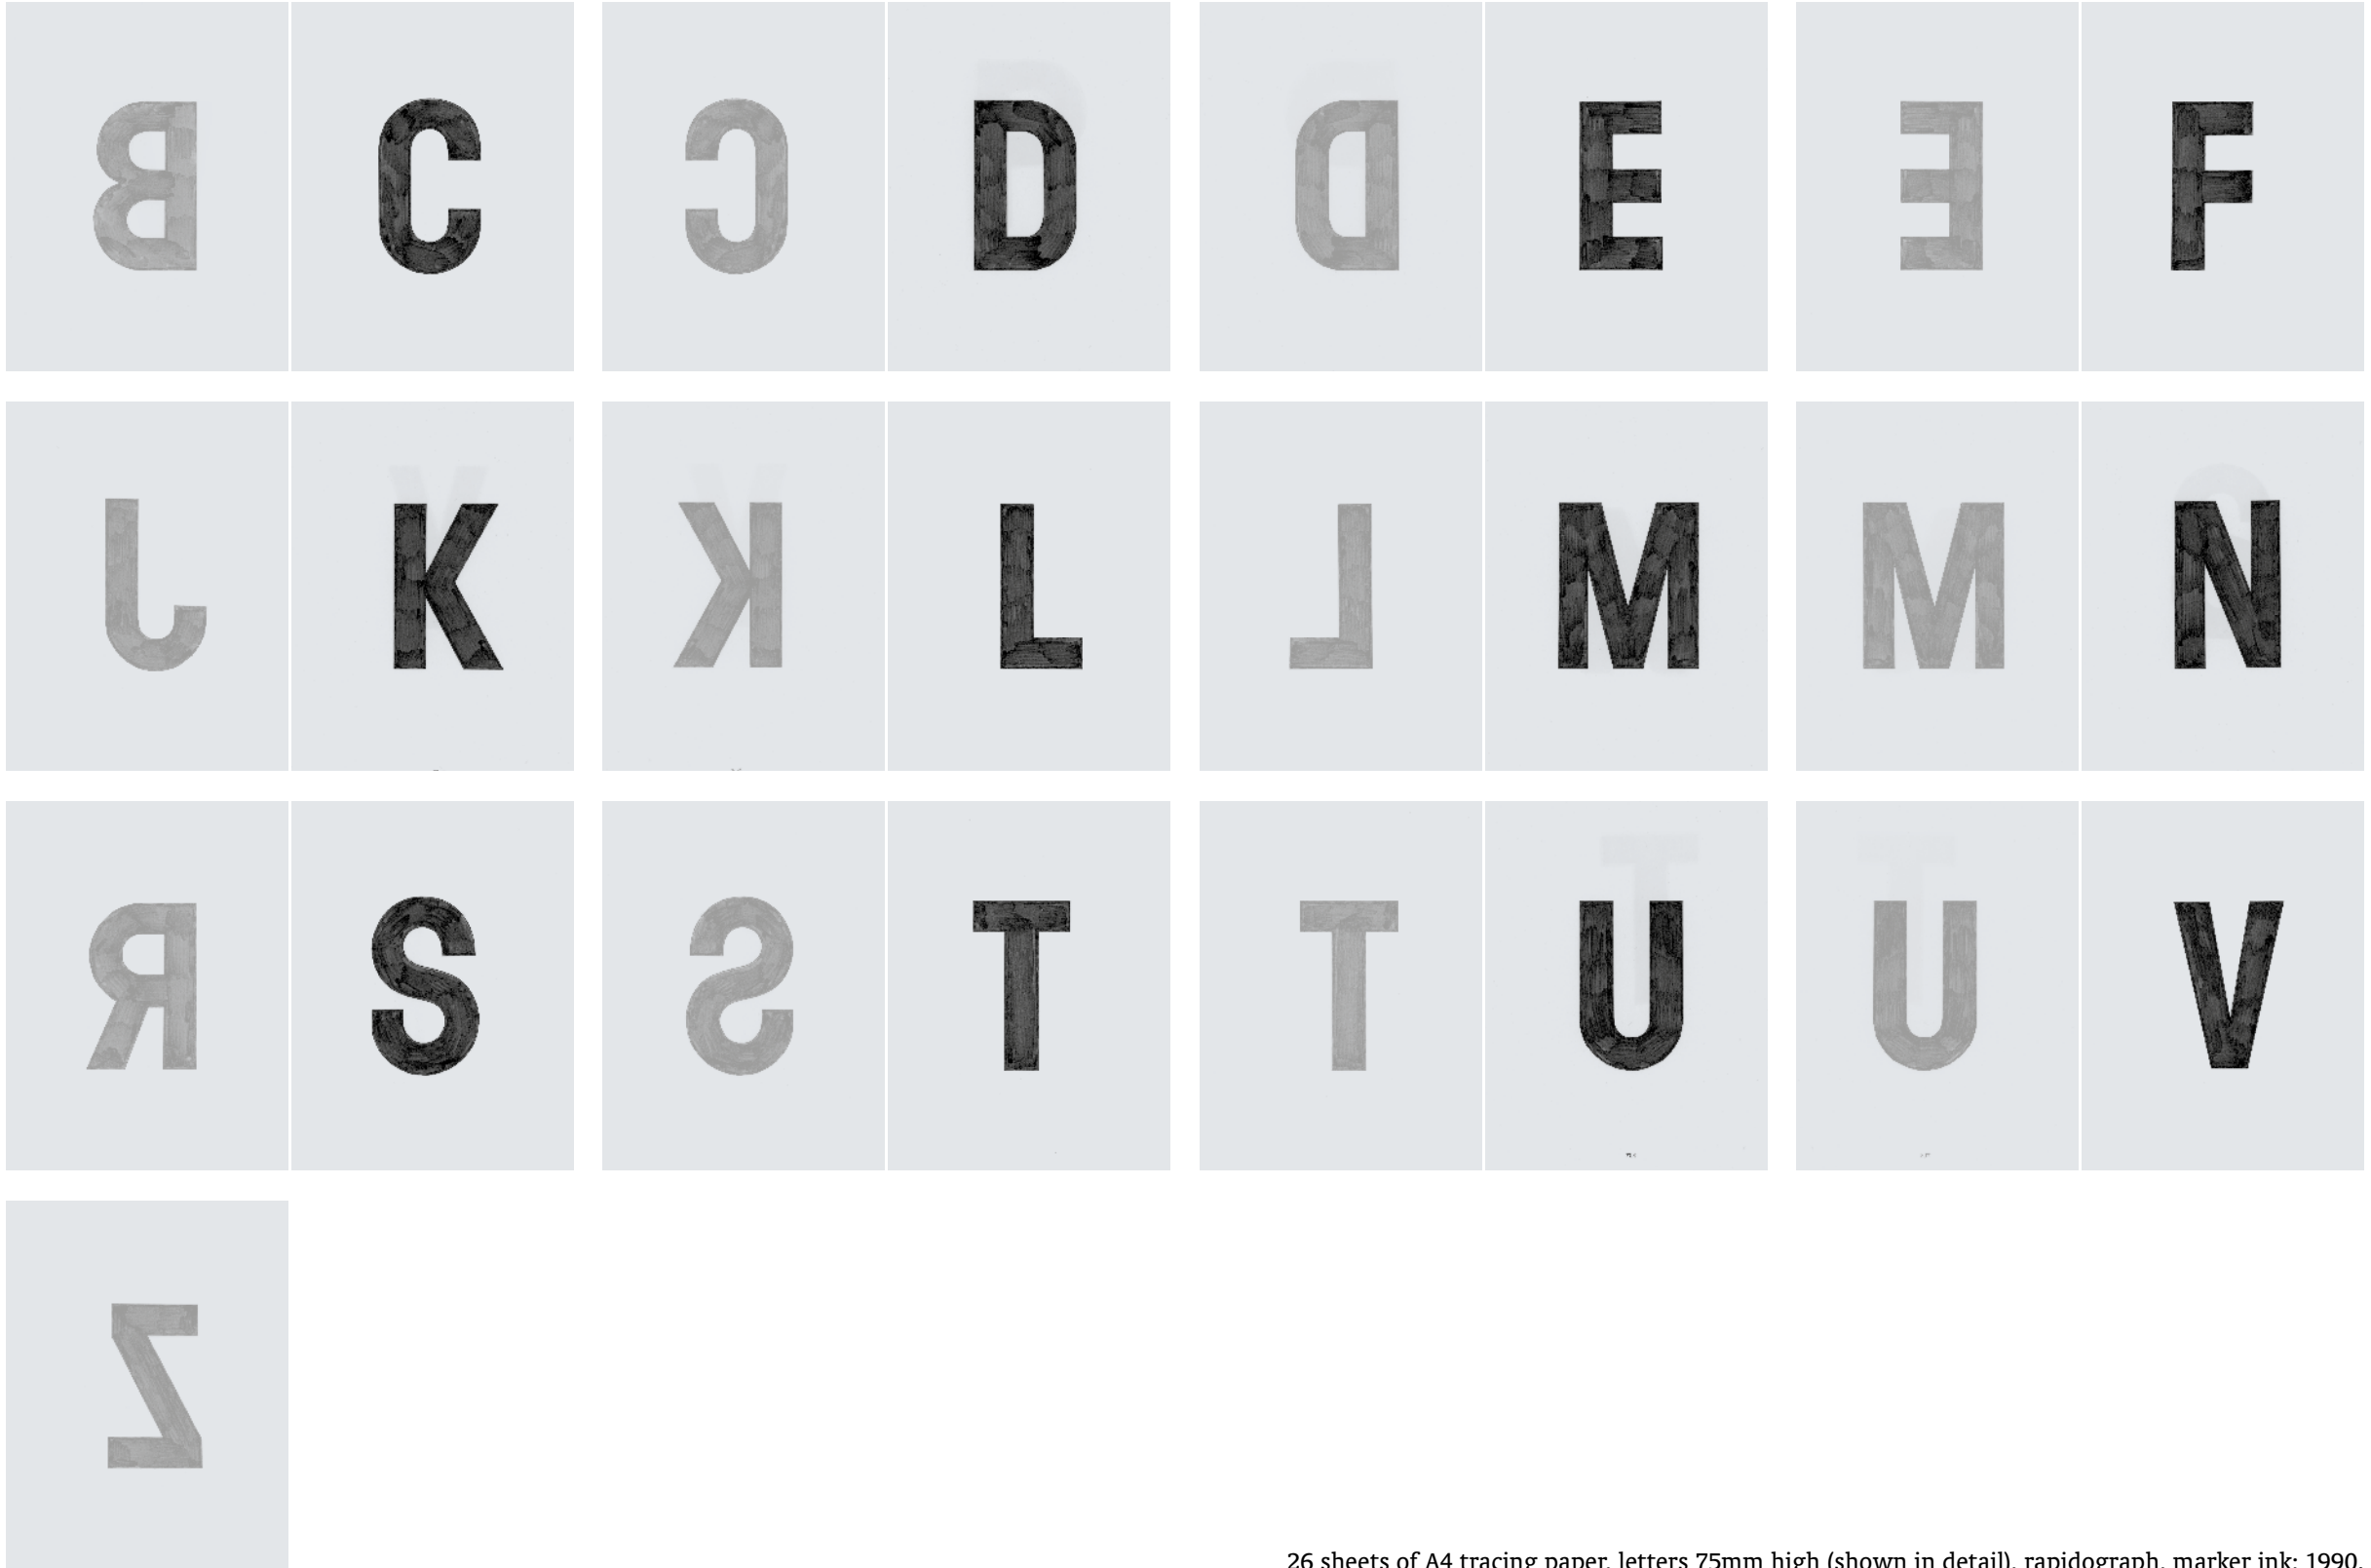 B C C D D E E F
J K K L L M M N
R S S T T U U V
Z
26 sheets of A4 tracing paper, letters 75mm high (shown in detail), rapidograph, marker ink; 1990.